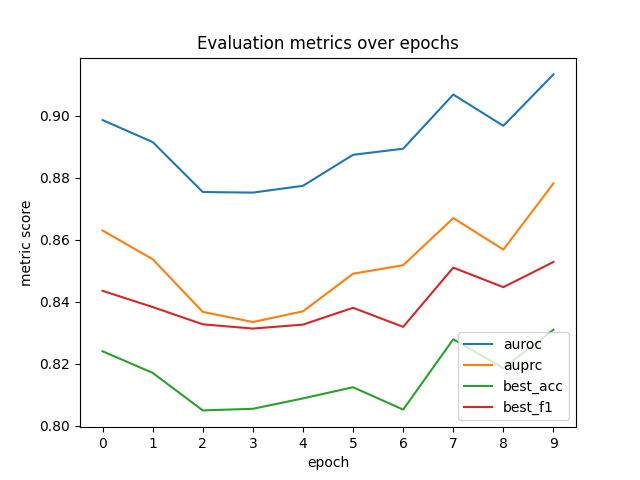 Evaluation metrics over epochs
metric score
0.90
0.88
0.86
0.84
0.82
0.80
0 1 2 3 4 5 6 7 8 9
epoch
auroc
auprc
best_acc
best_f1